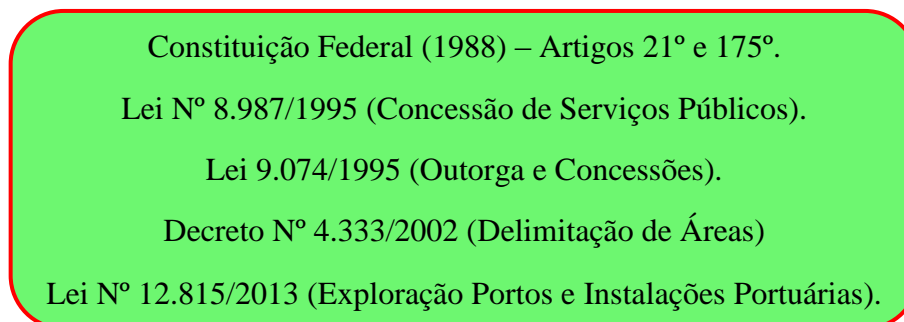 Constituição Federal (1988) – Artigos 21º e 175º.
Lei Nº 8.987/1995 (Concessão de Serviços Públicos).
Lei 9.074/1995 (Outorga e Concessões).
Decreto Nº 4.333/2002 (Delimitação de Áreas)
Lei Nº 12.815/2013 (Exploração Portos e Instalações Portuárias).